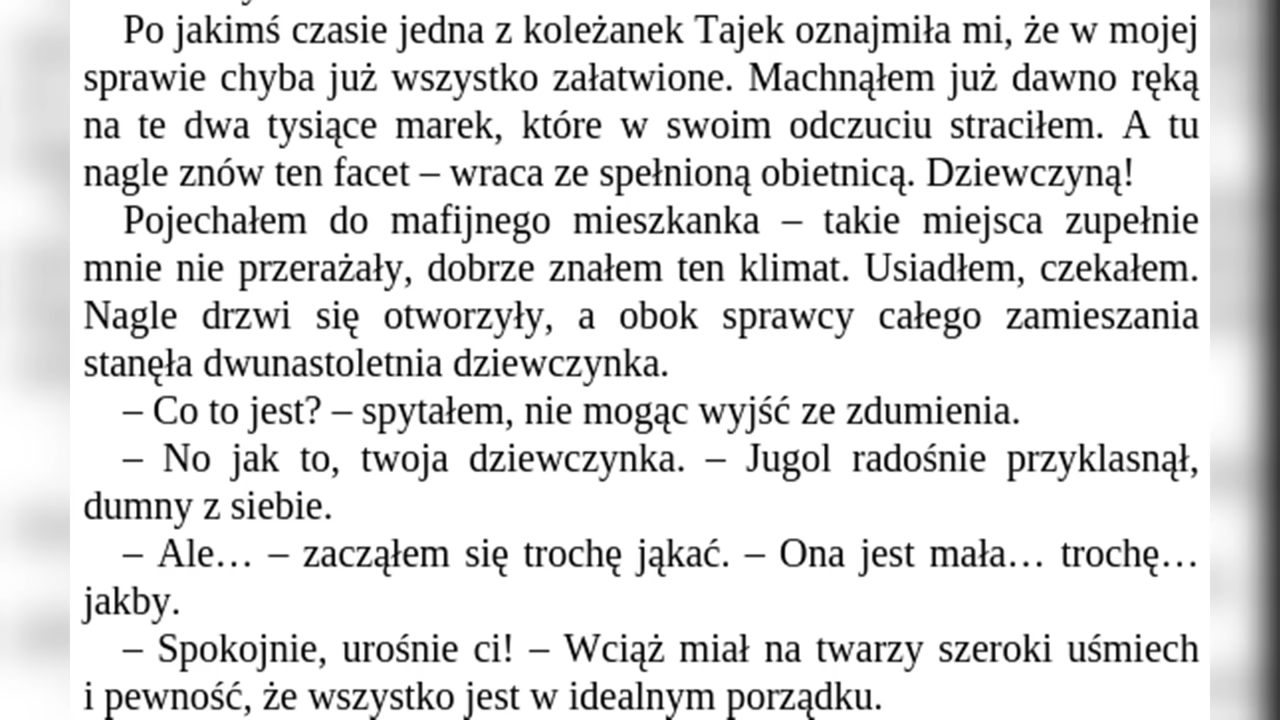 Po jakimś czasie jedna z koleżanek Tajek oznajmiła mi, że w mojej
sprawie chyba już wszystko załatwione. Machnąłem już dawno ręką
na te dwa tysiące marek, które w swoim odczuciu straciłem. A tu
nagle znów ten facet – wraca ze spełnioną obietnicą. Dziewczyną!
Pojechałem do mafijnego mieszkanka – takie miejsca zupełnie
mnie nie przerażały, dobrze znałem ten klimat. Usiadłem, czekałem.
Nagle drzwi się otworzyły, a obok sprawcy całego zamieszania
stanęła dwunastoletnia dziewczynka.
– Co to jest? – spytałem, nie mogąc wyjść ze zdumienia.
– No jak to, twoja dziewczynka. – Jugol radośnie przyklasnął,
dumny z siebie.
– Ale… – zacząłem się trochę jąkać. – Ona jest mała… trochę…
jakby.
– Spokojnie, urośnie ci! – Wciąż miał na twarzy szeroki uśmiech
i pewność, że wszystko jest w idealnym porządku.